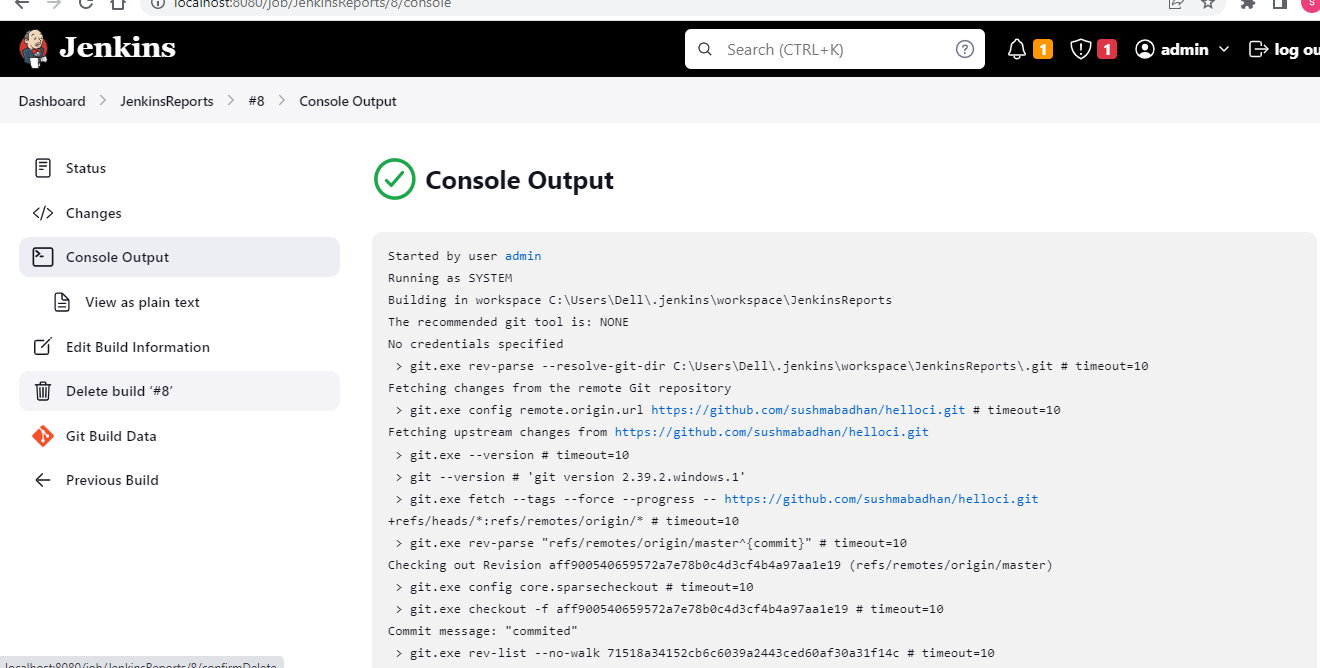 localhost:8080/job/JenkinsReports/8/console
Jenkins
Search (CTRL+K)
?
1
1
admin
log ou
S
Dashboard > JenkinsReports > #8 > Console Output
Status
Changes
Console Output
View as plain text
Edit Build Information
Delete build ‘#8’
Git Build Data
Previous Build
Console Output
Started by user admin
Running as SYSTEM
Building in workspace C:\Users\Dell\.jenkins\workspace\JenkinsReports
The recommended git tool is: NONE
No credentials specified
> git.exe rev-parse --resolve-git-dir C:\Users\Dell\.jenkins\workspace\JenkinsReports\.git # timeout=10
Fetching changes from the remote Git repository
> git.exe config remote.origin.url https://github.com/sushmabadhan/helloci.git # timeout=10
Fetching upstream changes from https://github.com/sushmabadhan/helloci.git
> git.exe --version # timeout=10
> git --version # 'git version 2.39.2.windows.1'
> git.exe fetch --tags --force --progress -- https://github.com/sushmabadhan/helloci.git
+refs/heads/*:refs/remotes/origin/* # timeout=10
> git.exe rev-parse "refs/remotes/origin/master^{commit}" # timeout=10
Checking out Revision aff900540659572a7e78b0c4d3cf4b4a97aa1e19 (refs/remotes/origin/master)
> git.exe config core.sparsecheckout # timeout=10
> git.exe checkout -f aff900540659572a7e78b0c4d3cf4b4a97aa1e19 # timeout=10
Commit message: "commited"
> git.exe rev-list --no-walk 71518a34152cb6c6039a2443ced60af30a31f14c # timeout=10
localhost:8080/job/JenkinsReports/8/confirmDelete